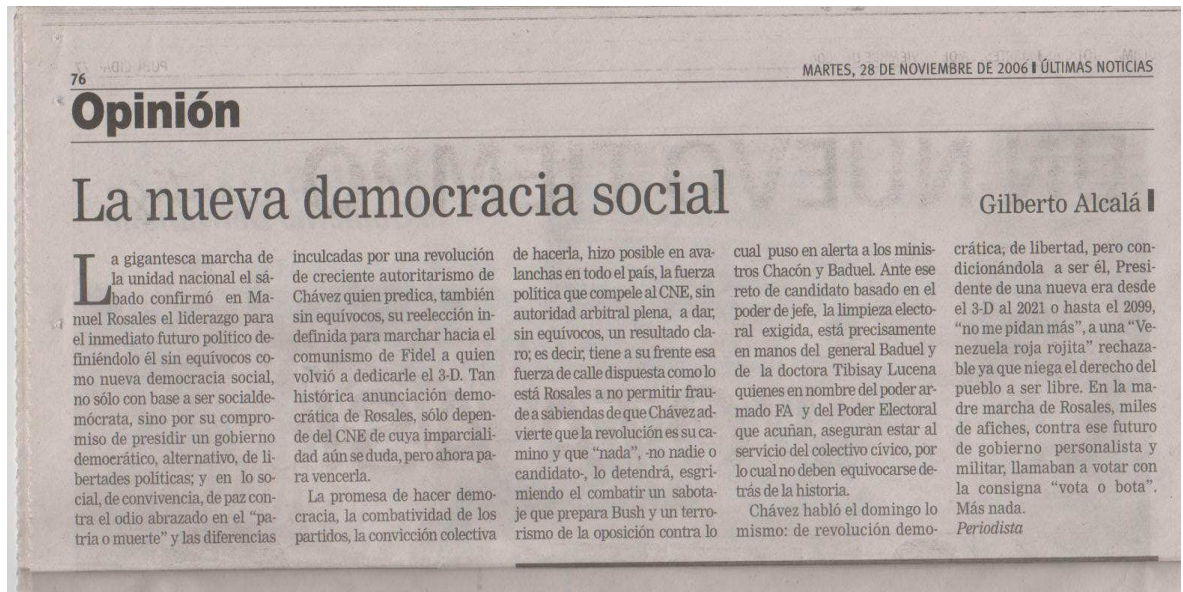 76
MARTES, 28 DE NOVIEMBRE DE 2006 I ÚLTIMAS NOTICIAS
Opinión
La nueva democracia social
Gilberto Alcalá
La gigantesca marcha de
la unidad nacional el sá-
bado confirmó en Ma-
nuel Rosales el liderazgo para
el inmediato futuro político de-
finiéndolo él sin equívocos co-
mo nueva democracia social,
no sólo con base a ser socialde-
mócrata, sino por su compro-
miso de presidir un gobierno
democrático, alternativo, de li-
bertades politicas; y en lo so-
cial, de convivencia, de paz con-
tra el odio abrazado en el “pa-
tria o muerte” y las diferencias
inculcadas por una revolución
de creciente autoritarismo de
Chávez quien predica, también
sin equívocos, su reelección in-
definida para marchar hacia el
comunismo de Fidel a quien
volvió a dedicarle el 3-D. Tan
histórica anunciación demo-
crática de Rosales, sólo depen-
de del CNE de cuya imparciali-
dad aún se duda, pero ahora pa-
ra vencerla.
La promesa de hacer demo-
cracia, la combatividad de los
partidos, la convicción colectiva
de hacerla, hizo posible en ava-
lanchas en todo el país, la fuerza
política que compele al CNE, sin
autoridad arbitral plena, a dar,
sin equívocos, un resultado cla-
ro; es decir, tiene a su frente esa
fuerza de calle dispuesta como lo
está Rosales a no permitir frau-
de a sabiendas de que Chávez ad-
vierte que la revolución es su ca-
mino y que “nada”, -no nadie o
candidato-, lo detendrá, esgri-
miendo el combatir un sabota-
je que prepara Bush y un terro-
rismo de la oposición contra lo
cual puso en alerta a los minis-
tros Chacón y Baduel. Ante ese
reto de candidato basado en el
poder de jefe, la limpieza electo-
ral exigida, está precisamente
en manos del general Baduel y
de la doctora Tibisay Lucena
quienes en nombre del poder ar-
mado FA y del Poder Electoral
que acuñan, aseguran estar al
servicio del colectivo cívico, por
lo cual no deben equivocarse de-
trás de la historia.
Chávez habló el domingo lo
mismo: de revolución demo-
crática, de libertad, pero con-
dicionándola a ser él, Presi-
dente de una nueva era desde
el 3-D al 2021 o hasta el 2099,
“no me pidan más”, a una “Ve-
nezuela roja rojita” rechaza-
ble ya que niega el derecho del
pueblo a ser libre. En la ma-
dre marcha de Rosales, miles
de afiches, contra ese futuro
de gobierno personalista y
militar, llamaban a votar con
la consigna “vota o bota”.
Más nada.
Periodista